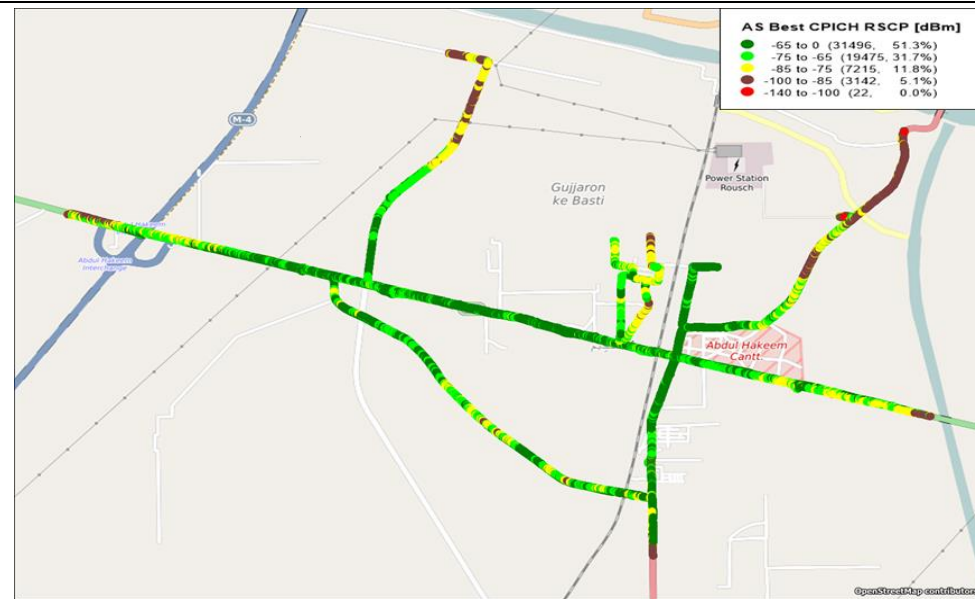 AS Best CPICH RSCP [dBm]
-65 to 0 (31496, 51.3%)
-75 to -65 (19475, 31.7%)
-85 to -75 (7215, 11.8%)
-100 to -85 (3142, 5.1%)
-140 to -100 (22, 0.0%)
M-4
Power Station
Rousch
Gujjaron
ke Basti
Abdul Hakeem
Interchange
Abdul Hakeem
Cantt.
OpenStreetMap contributor